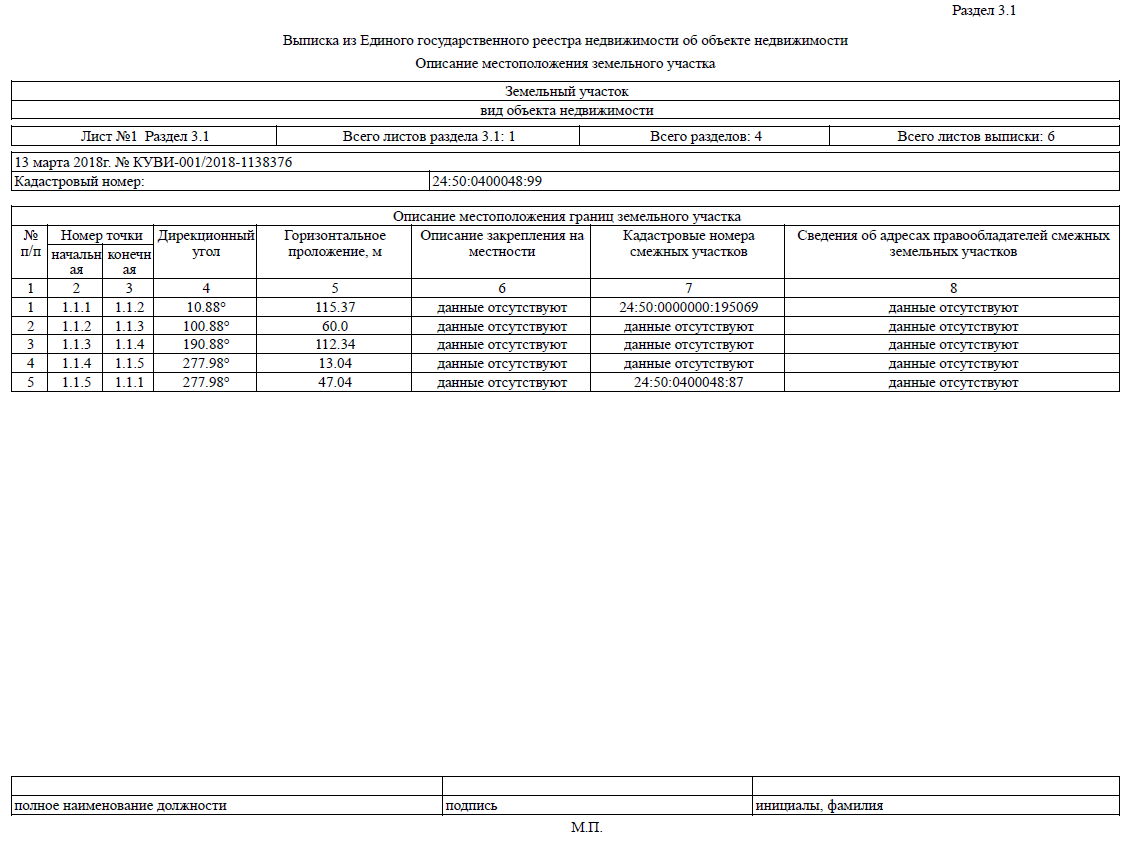 Раздел 3.1
Выписка из Единого государственного реестра недвижимости об объекте недвижимости
Описание местоположения земельного участка
Земельный участок
вид объекта недвижимости
Лист №1 Раздел 3.1 Всего листов раздела 3.1: 1 Всего разделов: 4 Всего листов выписки: 6
13 марта 2018г. № КУВИ-001/2018-1138376
Кадастровый номер: 24:50:0400048:99
Описание местоположения границ земельного участка
№ п/п Номер точки Дирекционный угол Горизонтальное проложение, м Описание закрепления на местности Кадастровые номера смежных участков Сведения об адресах правообладателей смежных земельных участков
начальная конечная
1 2 3 4 5 6 7 8
1 1.1.1 1.1.2 10.88° 115.37 данные отсутствуют 24:50:0000000:195069 данные отсутствуют
2 1.1.2 1.1.3 100.88° 60.0 данные отсутствуют данные отсутствуют данные отсутствуют
3 1.1.3 1.1.4 190.88° 112.34 данные отсутствуют данные отсутствуют данные отсутствуют
4 1.1.4 1.1.5 277.98° 13.04 данные отсутствуют данные отсутствуют данные отсутствуют
5 1.1.5 1.1.1 277.98° 47.04 данные отсутствуют 24:50:0400048:87 данные отсутствуют
полное наименование должности подпись инициалы, фамилия
М.П.